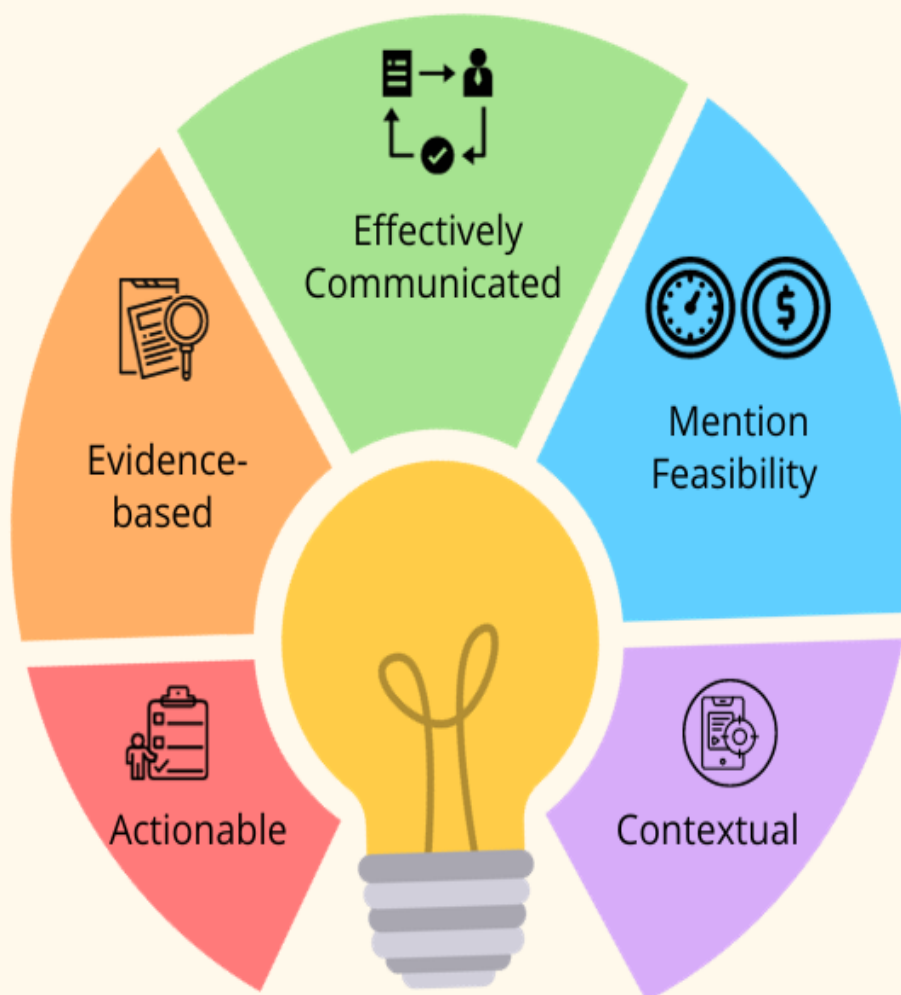 Effectively
Communicated
Mention
Feasibility
Evidence-
based
Actionable
Contextual